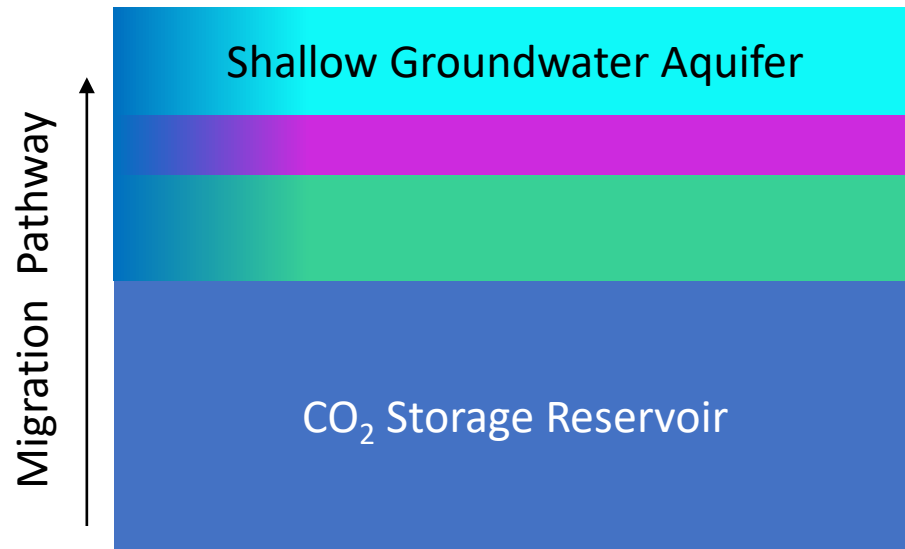 Shallow Groundwater Aquifer
Migration Pathway
CO₂ Storage Reservoir